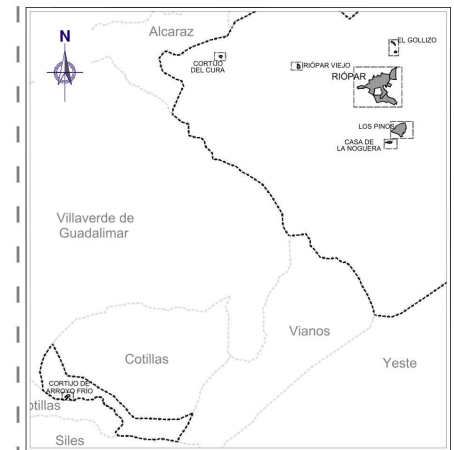 N
Alcaraz
EL GOLLIZO
CORTIJO
DEL CURA
RIÓPAR VIEJO
RIÓPAR
LOS PINOS
CASA DE
LA NOGUERA
Villaverde de
Guadalimar
Vianos
Cotillas
Yeste
CORTIJO DE
ARROYO FRÍO
otillas
Siles